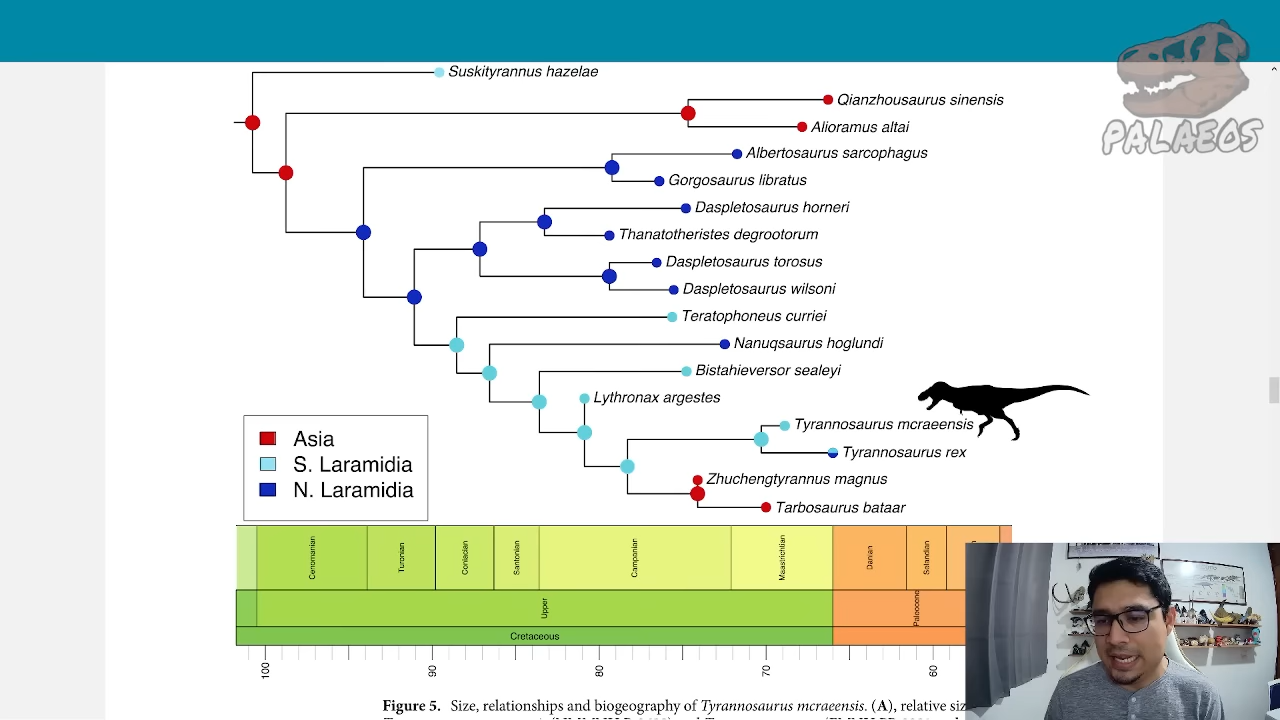 PALAEOS
Suskityrannus hazelae
Qianzhousaurus sinensis
Alioramus altai
Albertosaurus sarcophagus
Gorgosaurus libratus
Daspletosaurus horneri
Thanatotheristes degrootorum
Daspletosaurus torosus
Daspletosaurus wilsoni
Teratophoneus curriei
Nanuqsaurus hoglundi
Bistahieversor sealeyi
Lythronax argestes
Tyrannosaurus mcraeensis
Tyrannosaurus rex
Zhuchengtyrannus magnus
Tarbosaurus bataar
Asia
S. Laramidia
N. Laramidia
Cenomanian
Turonian
Coniacian
Santonian
Campanian
Maastrichtian
Danian
Selandian
Upper
Paleocene
Cretaceous
100
90
80
70
60
Figure 5. Size, relationships and biogeography of Tyrannosaurus mcraeensis. (A), relative siz